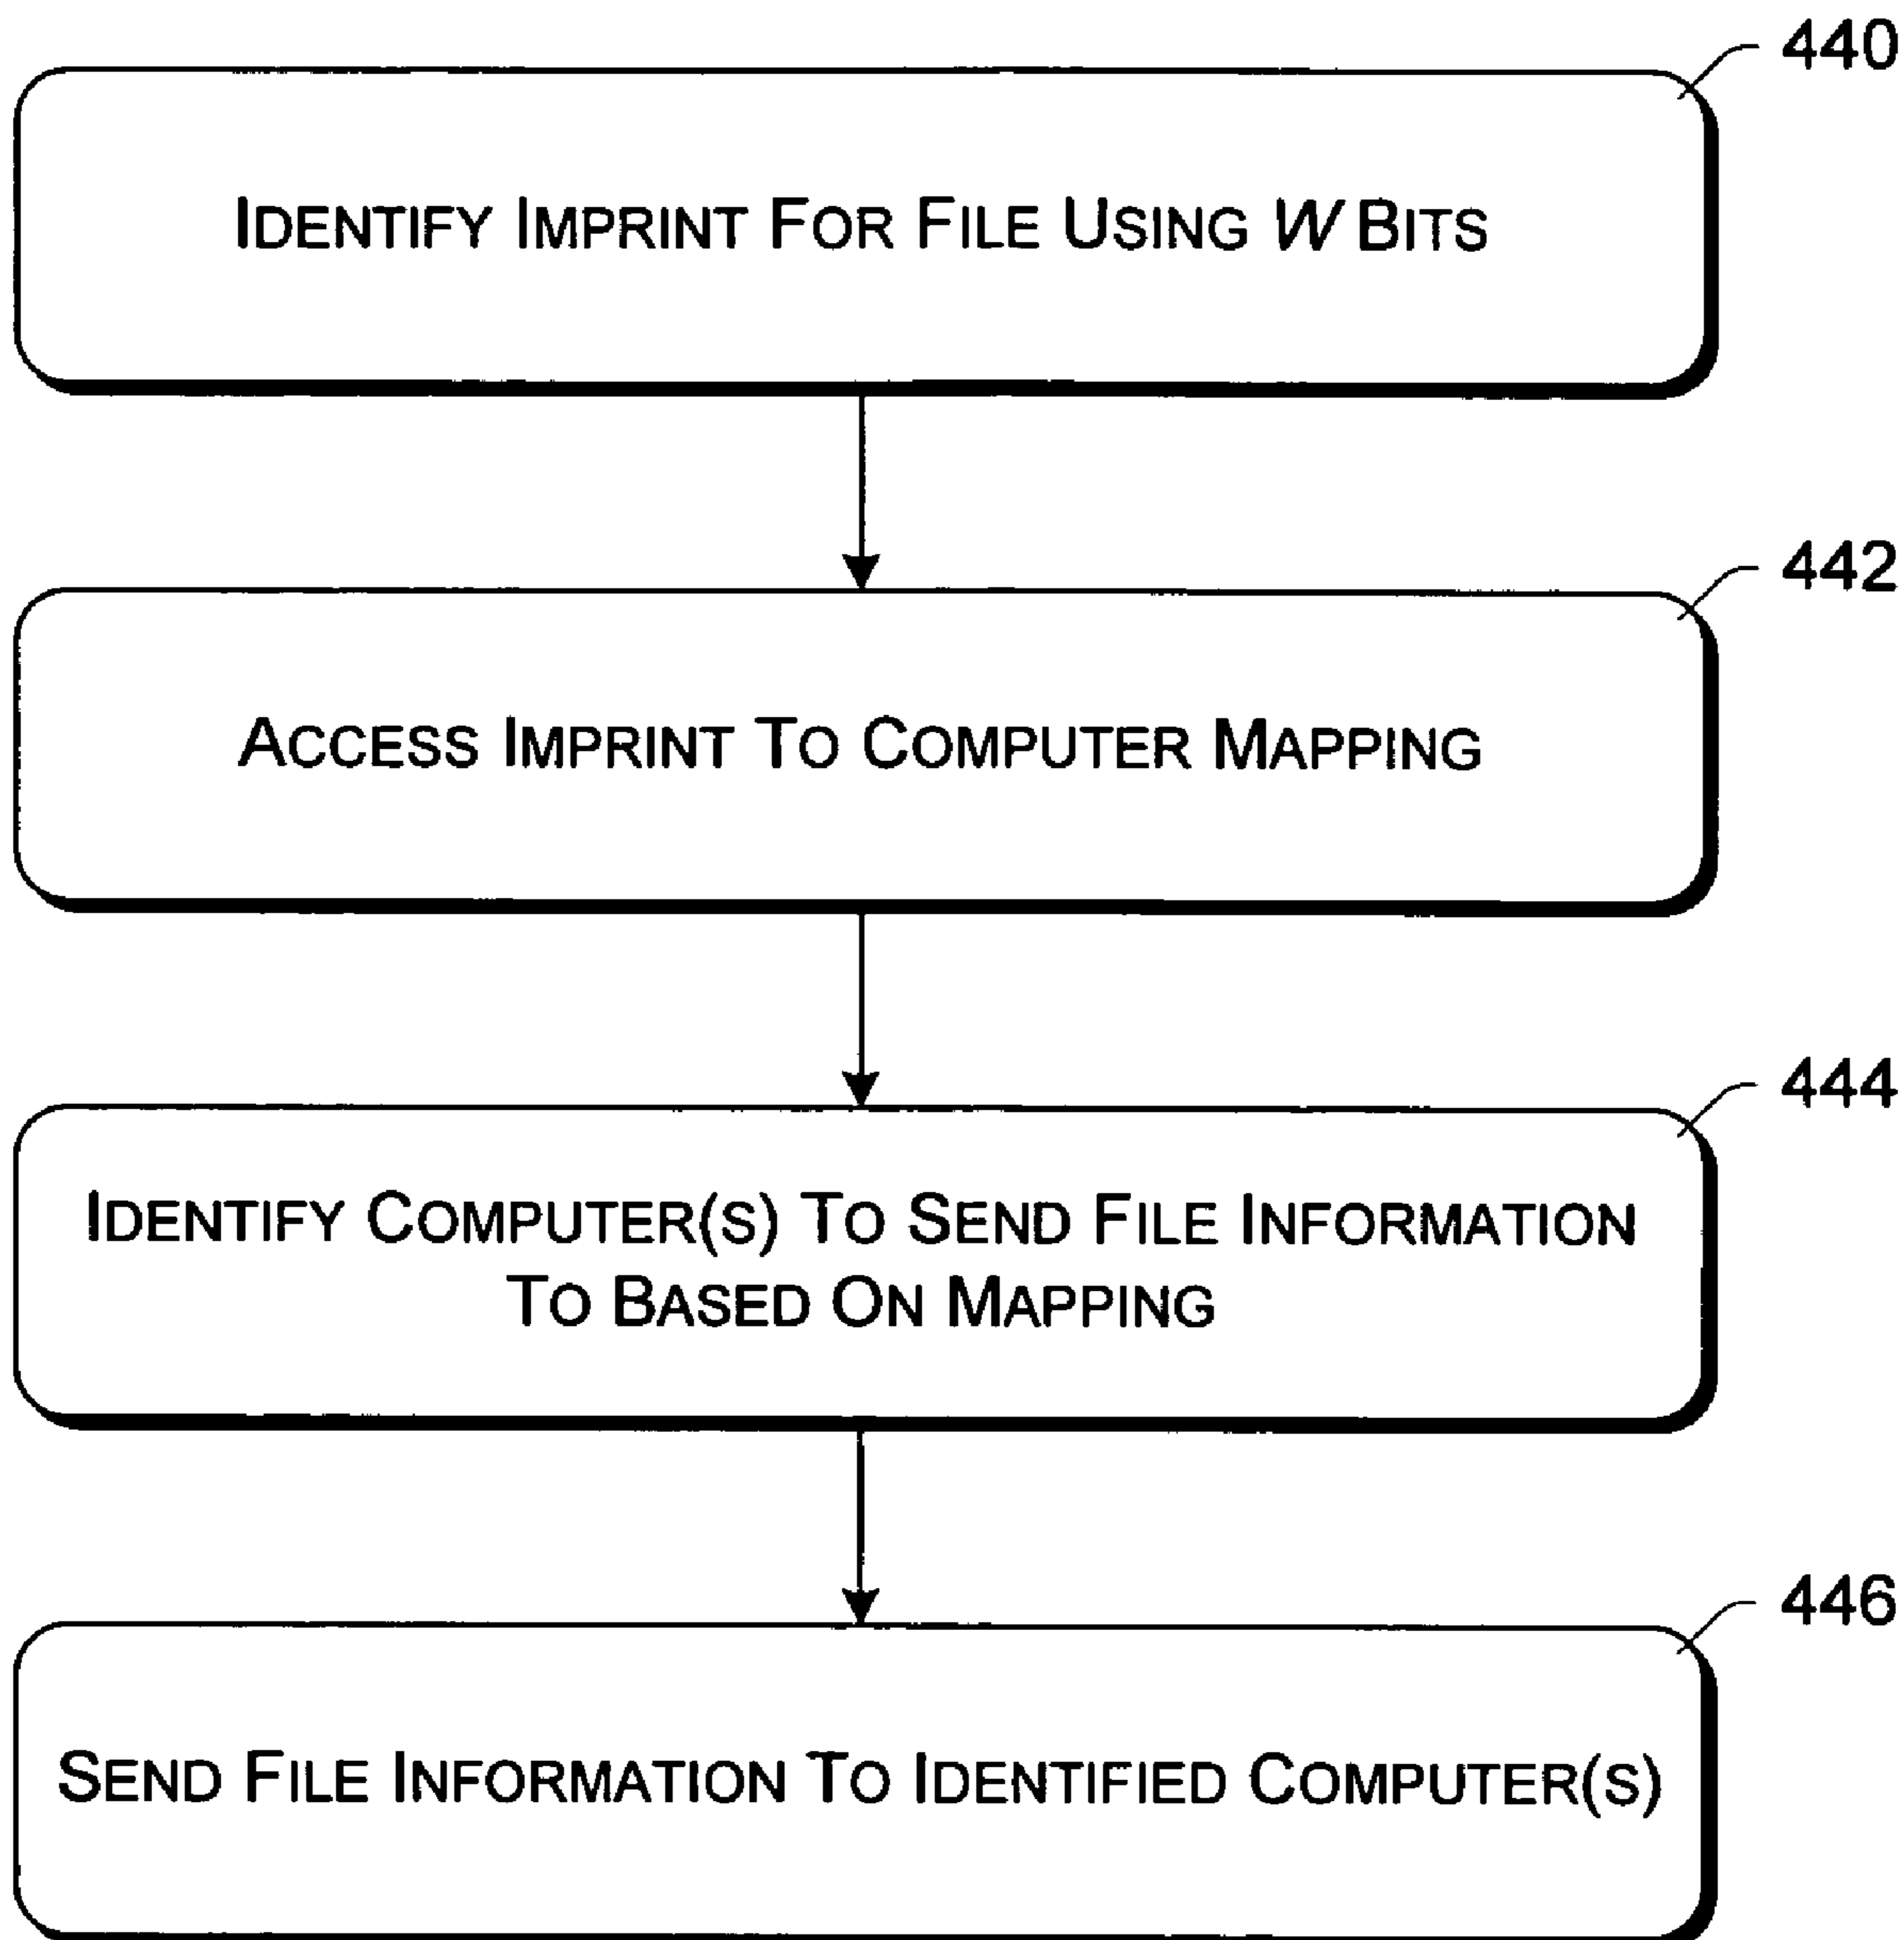 440
IDENTIFY IMPRINT FOR FILE USING W BITS
442
ACCESS IMPRINT TO COMPUTER MAPPING
444
IDENTIFY COMPUTER(S) TO SEND FILE INFORMATION
TO BASED ON MAPPING
446
SEND FILE INFORMATION TO IDENTIFIED COMPUTER(S)